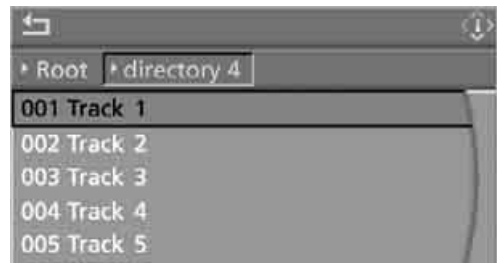 Root directory 4
001 Track 1
002 Track 2
003 Track 3
004 Track 4
005 Track 5